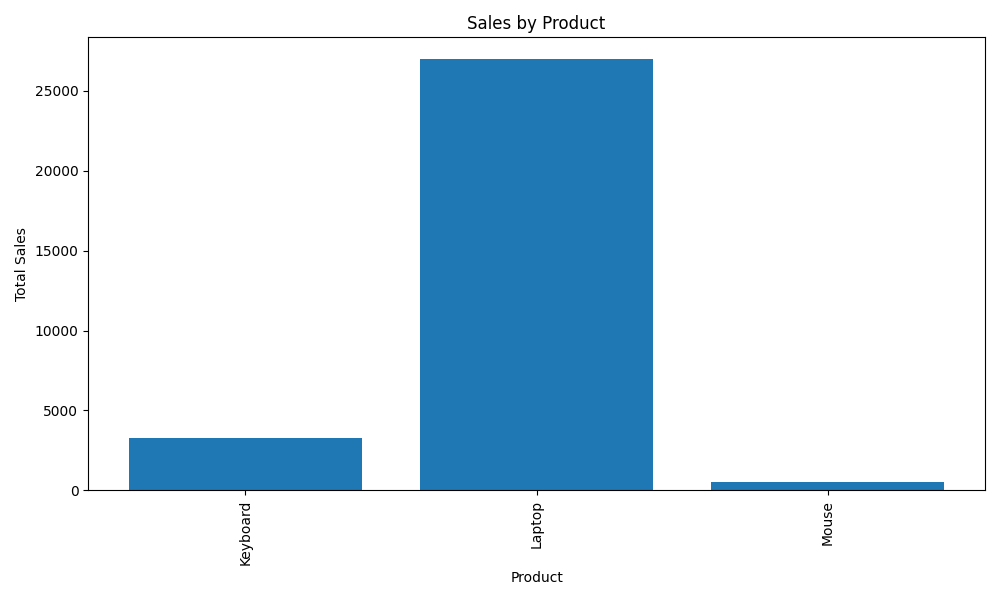 Sales by Product
Total Sales
25000
20000
15000
10000
5000
0
Keyboard
Laptop
Mouse
Product